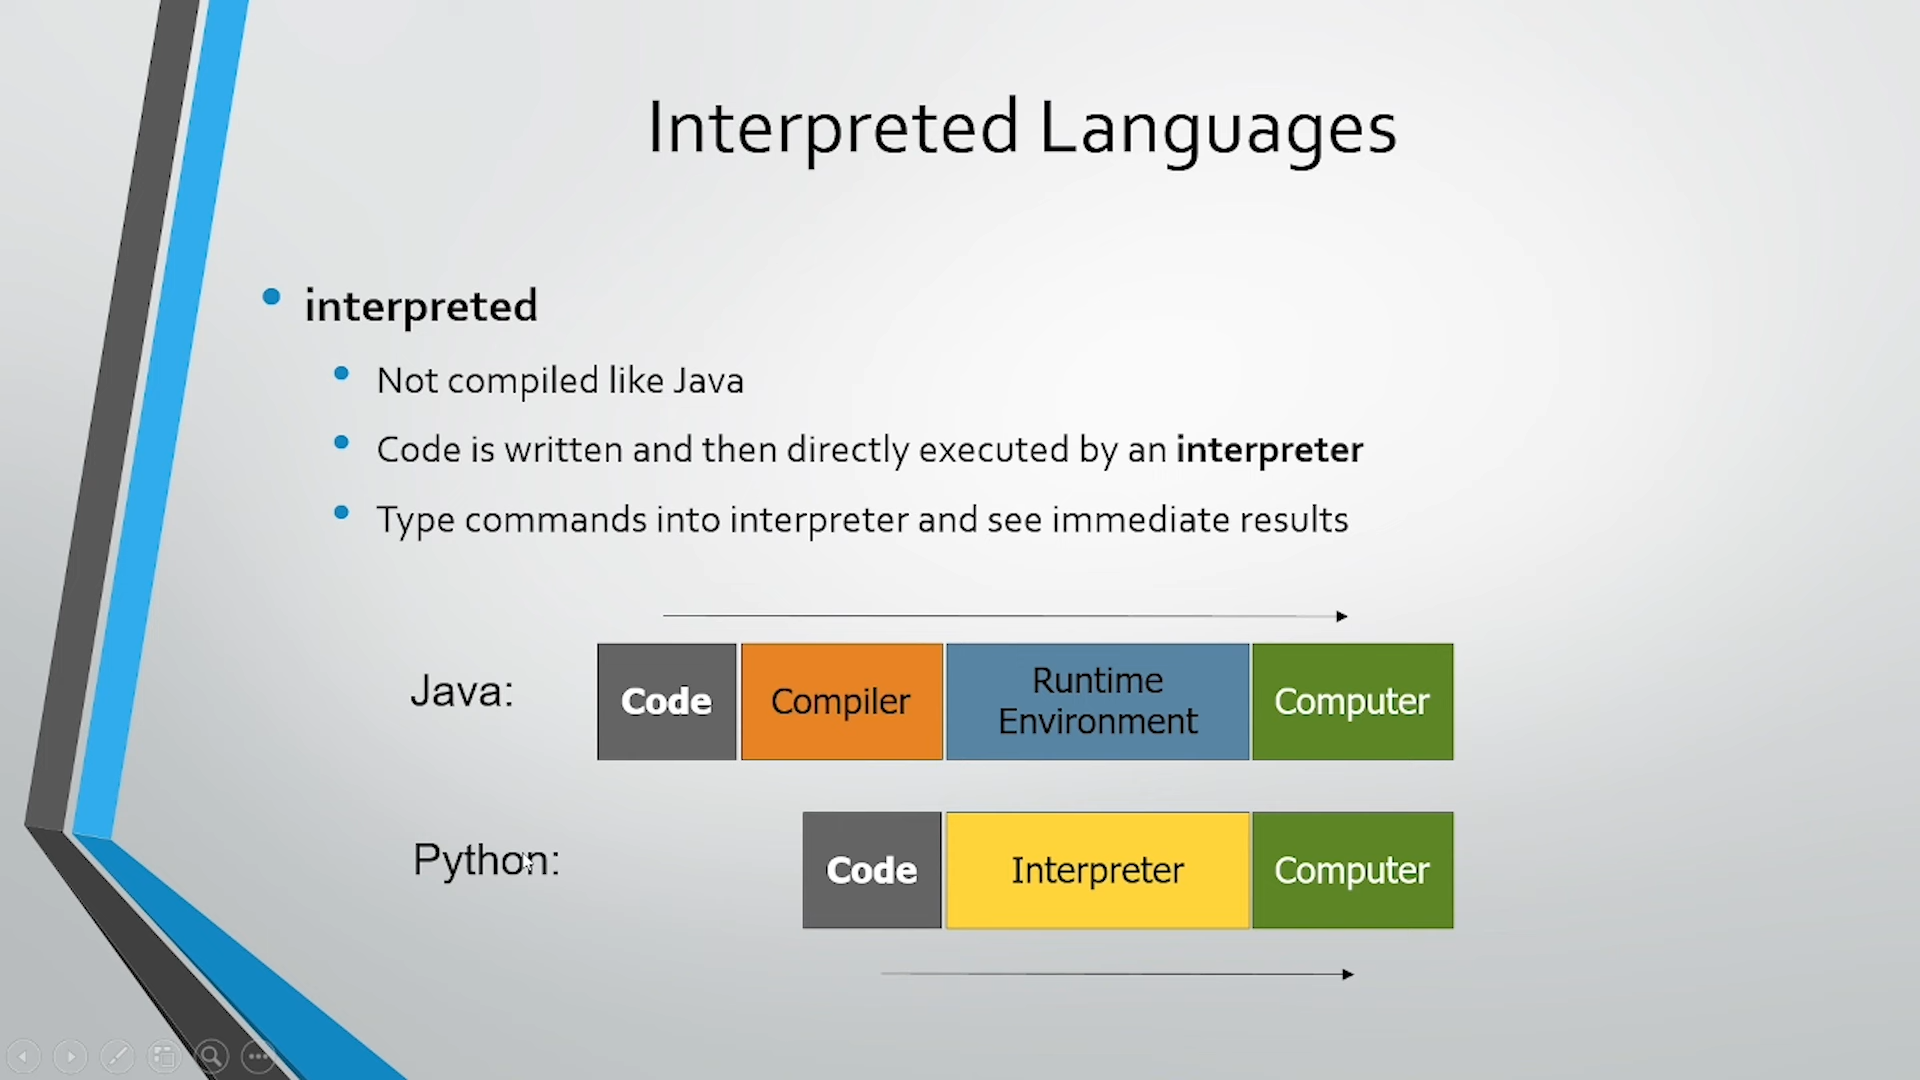 Interpreted Languages
interpreted
Not compiled like Java
Code is written and then directly executed by an interpreter
Type commands into interpreter and see immediate results
Java:
Code
Compiler
Runtime
Environment
Computer
Python:
Code
Interpreter
Computer